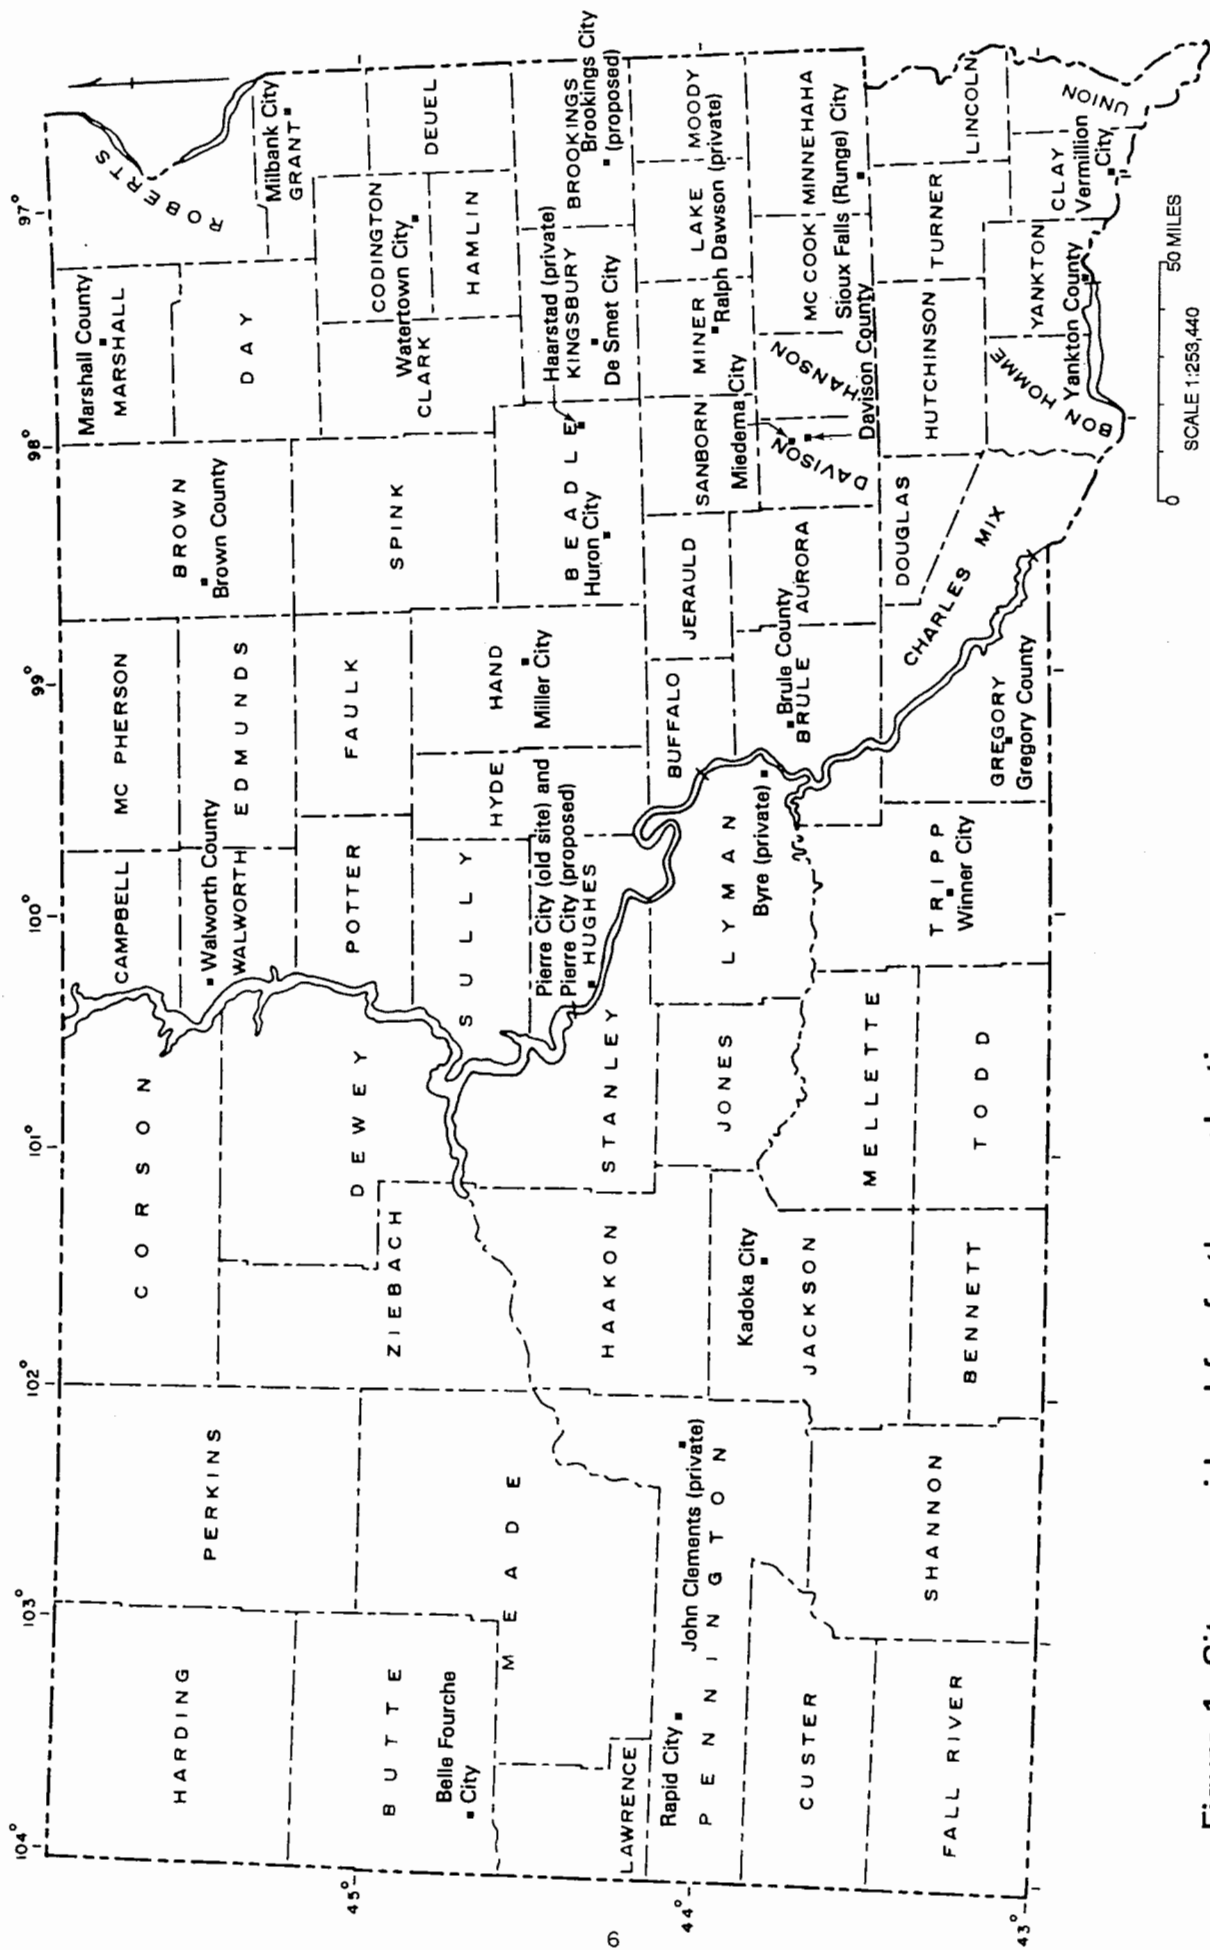 104°
103°
102°
101°
100°
99°
98°
97°
45°
44°
43°
HARDING
PERKINS
CORSON
CAMPBELL
MC PHERSON
BROWN
Brown County
Marshall County
MARSHALL
ROBERTS
Walworth County
WALWORTH
EDMUNDS
DAY
Milbank City
GRANT
BUTTE
Belle Fourche
City
ZIEBACH
DEWEY
POTTER
FAULK
SPINK
CLARK
CODINGTON
Watertown City
DEUEL
HAMLIN
MEADE
SULLY
HYDE
HAND
Miller City
BEADLE
Huron City
Haarstad (private)
KINGSBURY
De Smet City
BROOKINGS
Brookings City
(proposed)
LAWRENCE
HAAKON
STANLEY
Pierre City (old site) and
Pierre City (proposed)
HUGHES
Rapid City
John Clements (private)
PENNINGTON
Kadoka City
JACKSON
JONES
LYMAN
Byre (private)
BUFFALO
JERAULD
SANBORN
MINER
LAKE
Ralph Dawson (private)
MOODY
Brule County
BRULE
AURORA
Miedema City
DAVISON
Davison County
HANSON
MC COOK
MINNEHAHA
Sioux Falls (Runge) City
CUSTER
SHANNON
MELLETTE
TRIPP
Winner City
GREGORY
Gregory County
CHARLES MIX
DOUGLAS
HUTCHINSON
TURNER
LINCOLN
FALL RIVER
BENNETT
TODD
BON HOMME
YANKTON
Yankton County
CLAY
Vermillion
City
UNION
0
50 MILES
SCALE 1:253,440
6